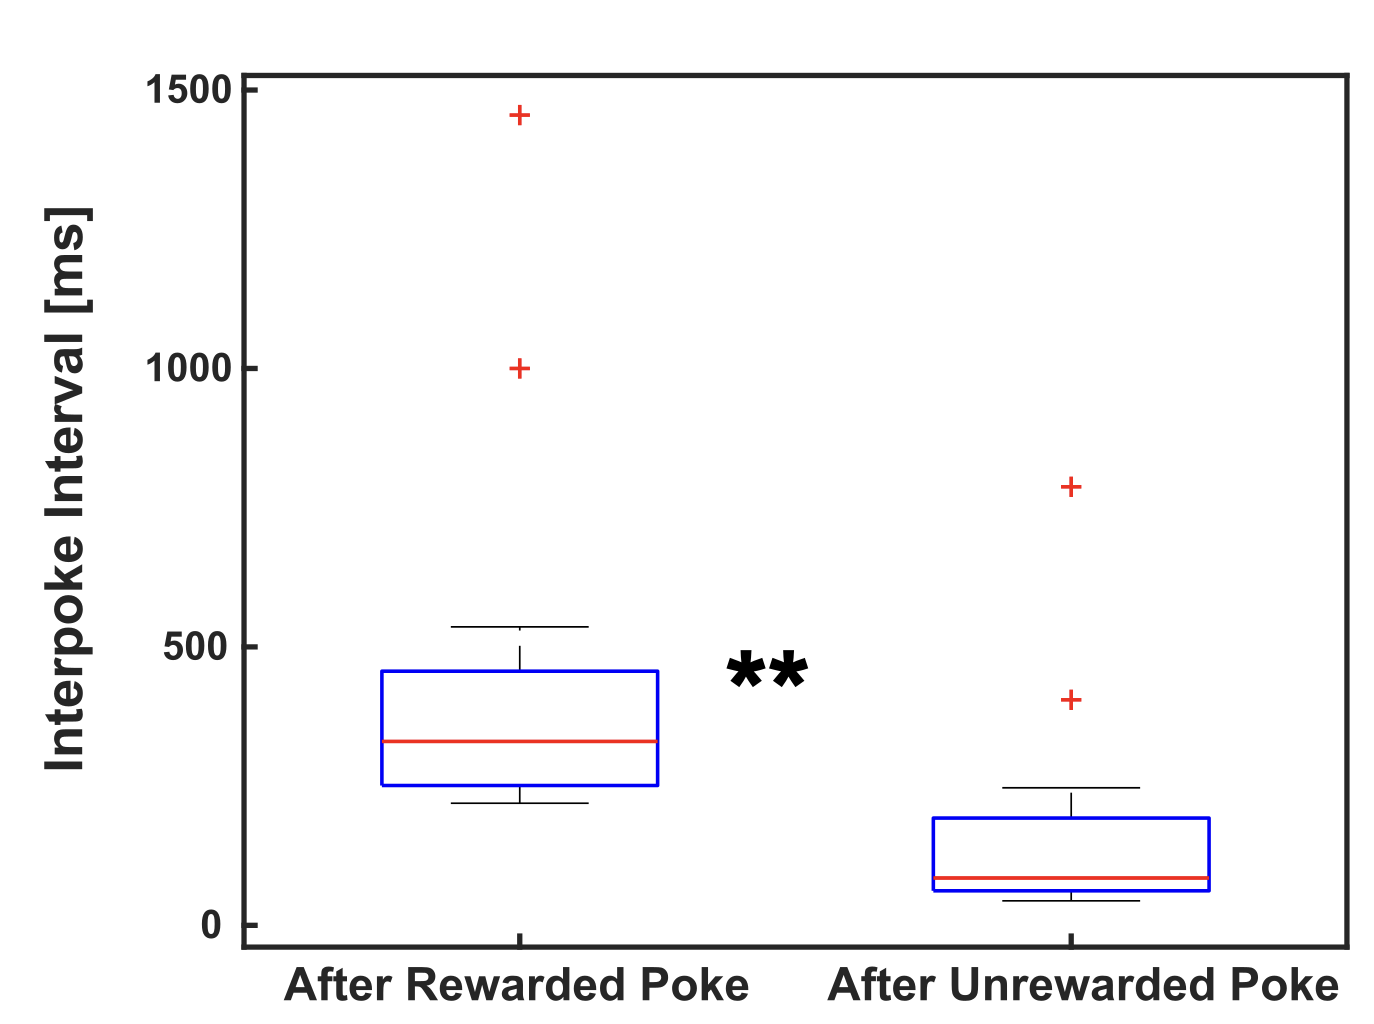 Interpoke Interval [ms]
1500
1000
500
0
**
After Rewarded Poke
After Unrewarded Poke